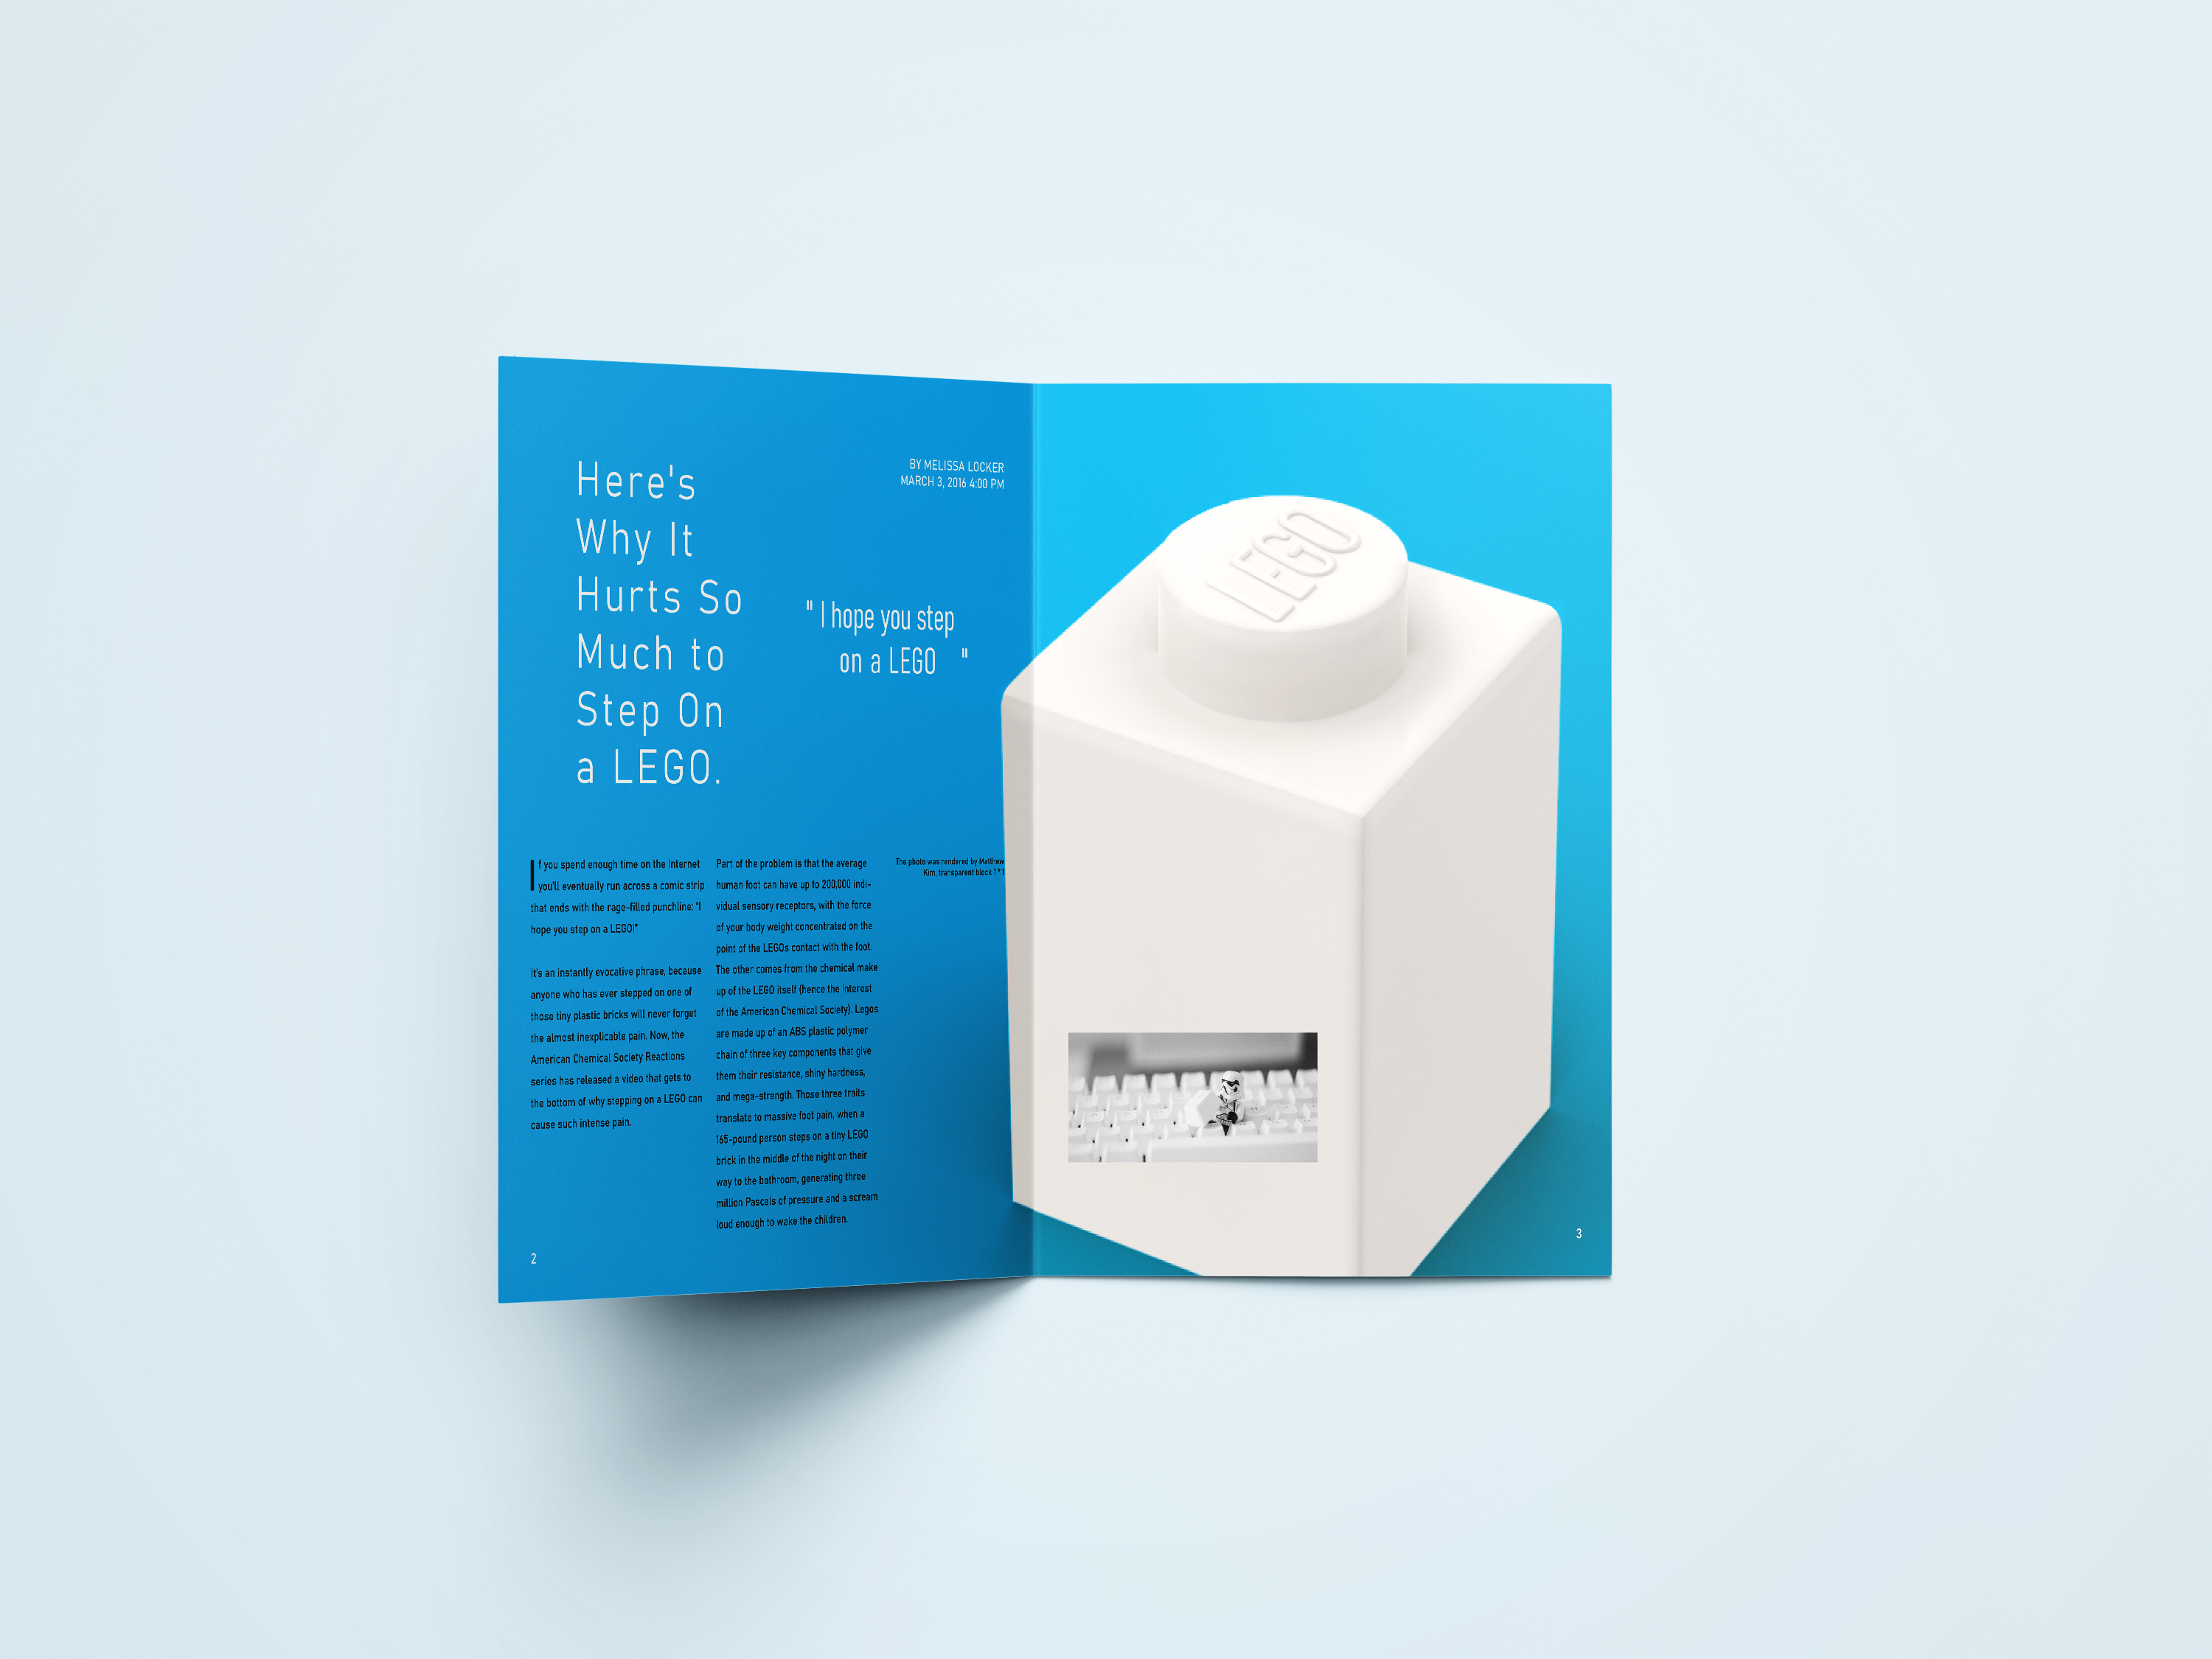 Here's
Why It
Hurts So
Much to
Step On
a LEGO.
BY MELISSA LOCKER
MARCH 3, 2016 4:00 PM
" I hope you step
on a LEGO "
If you spend enough time on the Internet
you'll eventually run across a comic strip
that ends with the rage-filled punchline: "I
hope you step on a LEGO!"
It's an instantly evocative phrase, because
anyone who has ever stepped on one of
those tiny plastic bricks will never forget
the almost inexplicable pain. Now, the
American Chemical Society Reactions
series has released a video that gets to
the bottom of why stepping on a LEGO can
cause such intense pain.
Part of the problem is that the average
human foot can have up to 200,000 indi-
vidual sensory receptors, with the force
of your body weight concentrated on the
point of the LEGOs contact with the foot.
The other comes from the chemical make
up of the LEGO itself (hence the interest
of the American Chemical Society). Legos
are made up of an ABS plastic polymer
chain of three key components that give
them their resistance, shiny hardness,
and mega-strength. Those three traits
translate to massive foot pain, when a
165-pound person steps on a tiny LEGO
brick in the middle of the night on their
way to the bathroom, generating three
million Pascals of pressure and a scream
loud enough to wake the children.
The photo was rendered by Matthew
Kim, transparent block 1 * 1
2
LEGO
3